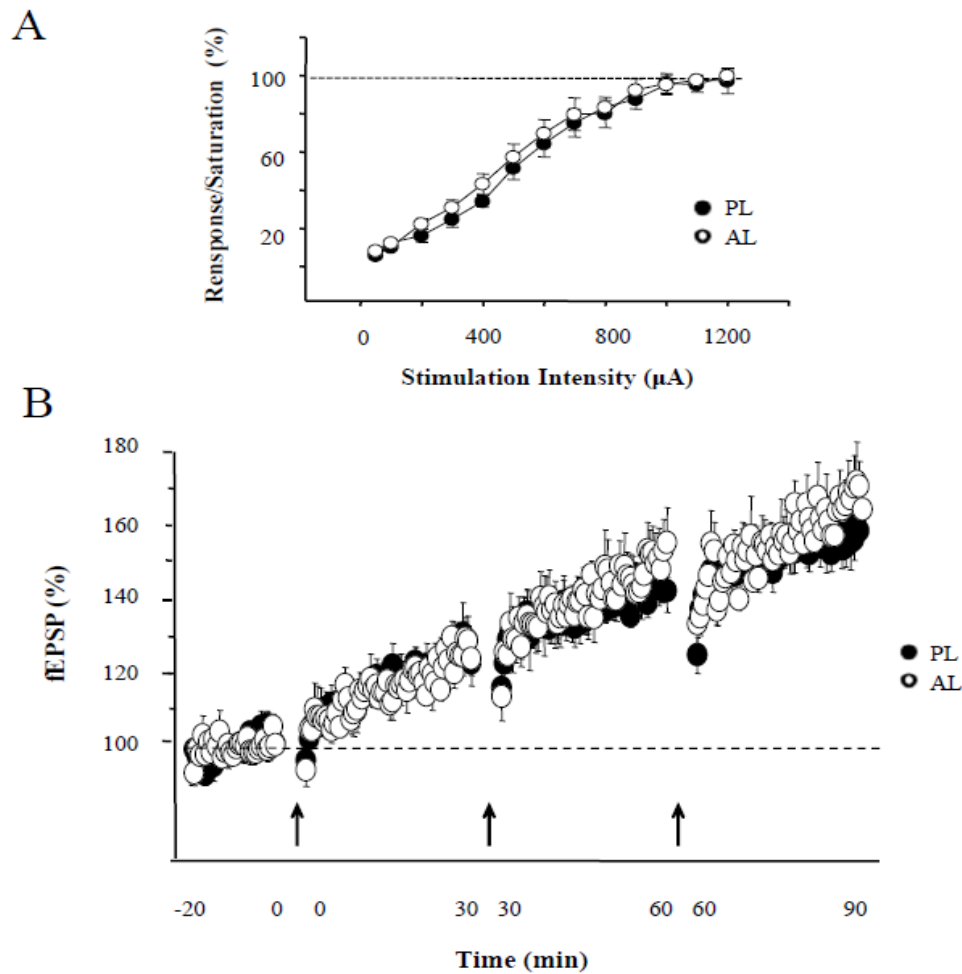 A
Rensponse/Saturation (%)
100
60
20
PL
AL
0 400 800 1200
Stimulation Intensity (µA)
B
fEPSP (%)
180
160
140
120
100
PL
AL
-20 0 0 30 30 60 60 90
Time (min)